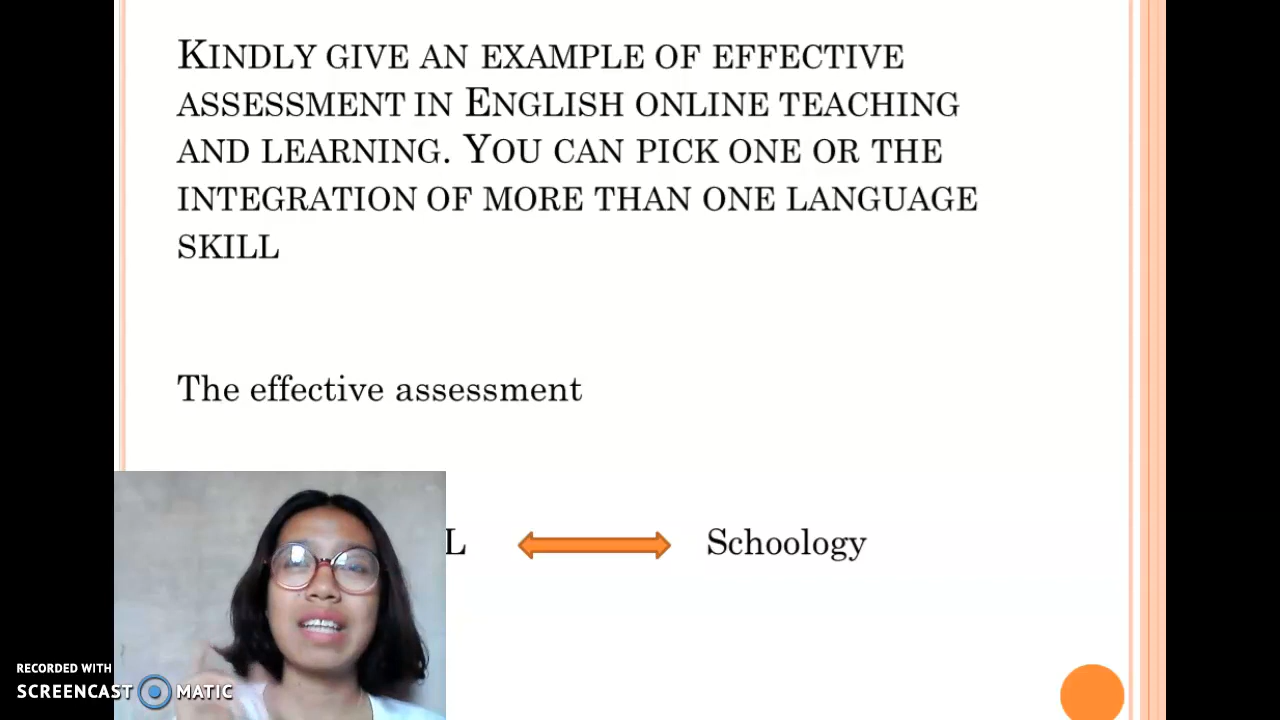 KINDLY GIVE AN EXAMPLE OF EFFECTIVE
ASSESSMENT IN ENGLISH ONLINE TEACHING
AND LEARNING. YOU CAN PICK ONE OR THE
INTEGRATION OF MORE THAN ONE LANGUAGE
SKILL
The effective assessment
L Schoology
RECORDED WITH
SCREENCAST MATIC